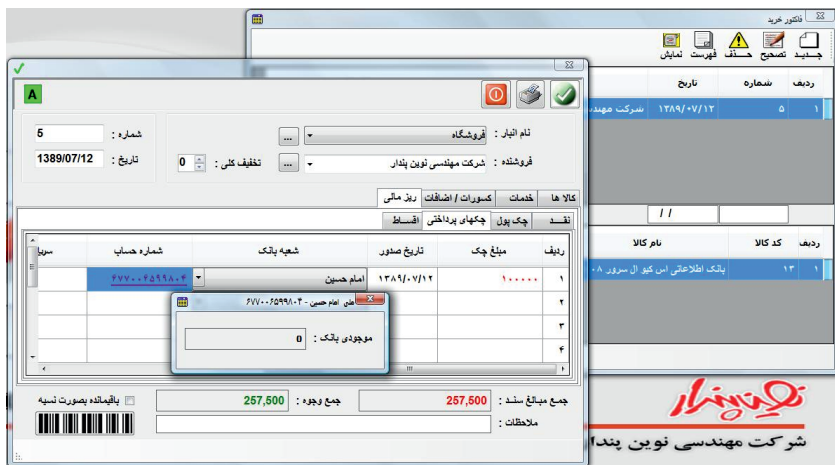 فاکتور خرید
جـدیـد تصحیح حــذف فهرست نمایش
ردیف شماره تاریخ
۱ ۵ ۱۳۸۹/۰۷/۱۲ شرکت مهندسی
/ /
ردیف کد کالا نام کالا
۱ ۱۳ بانک اطلاعاتی اس کیو ال سرور ۰۸
A
نام انبار : فروشگاه ...
شماره : 5
فروشنده : شرکت مهندسی نوین پندار ... تخفیف کلی : 0
تاریخ : 1389/07/12
کالا ها خدمات کسورات / اضافات ریز مالی
نقــد چک پول چکهای پرداختی اقساط
ردیف مبلغ چک تاریخ صدور شعبه بانک شماره حساب
۱ ۱۰۰۰۰۰ ۱۳۸۹/۰۷/۱۲ امام حسین ۶۷۷۰۰۶۵۹۹۸۰۴
۲
۳
۴
ملی امام حسین - ۶۷۷۰۰۶۵۹۹۸۰۴
موجودی بانک : 0
جمع مبالغ سند : 257,500 جمع وجوه : 257,500 باقیمانده بصورت نسیه
ملاحظات :
نوین پندار
شرکت مهندسی نوین پندا